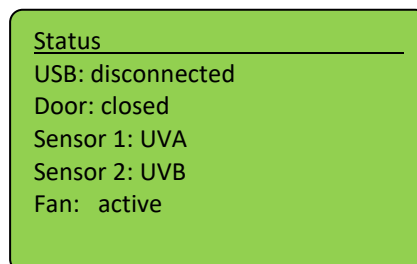 Status
USB: disconnected
Door: closed
Sensor 1: UVA
Sensor 2: UVB
Fan:   active